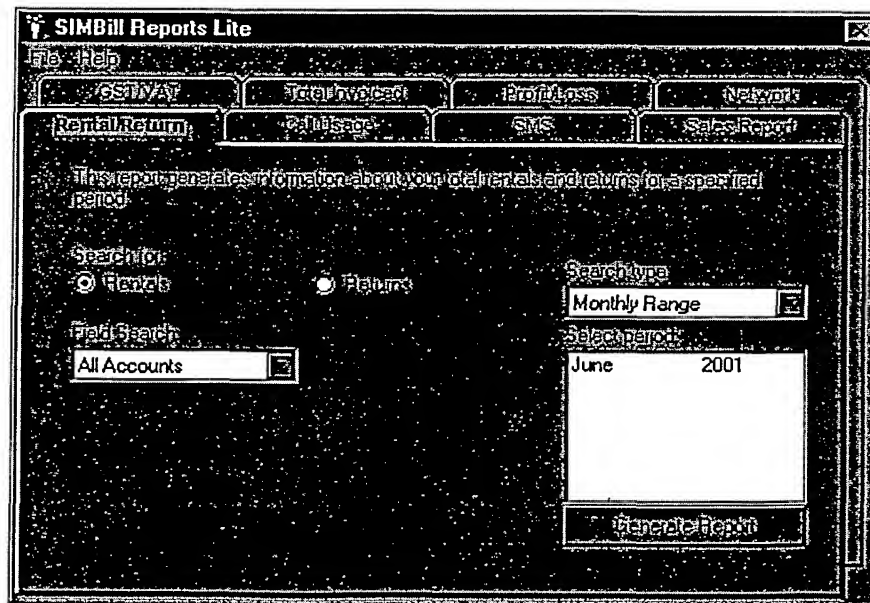 SIMBill Reports Lite
File Help
GST/VAT Total Invoiced Profit/Loss Network
Rental/Return Call Usage SMS Sales Report
This report generates information about your total rentals and returns for a specified
period
Search for:
Rentals Returns
Search type
Monthly Range
Field Search:
All Accounts
Select period:
June 2001
Generate Report